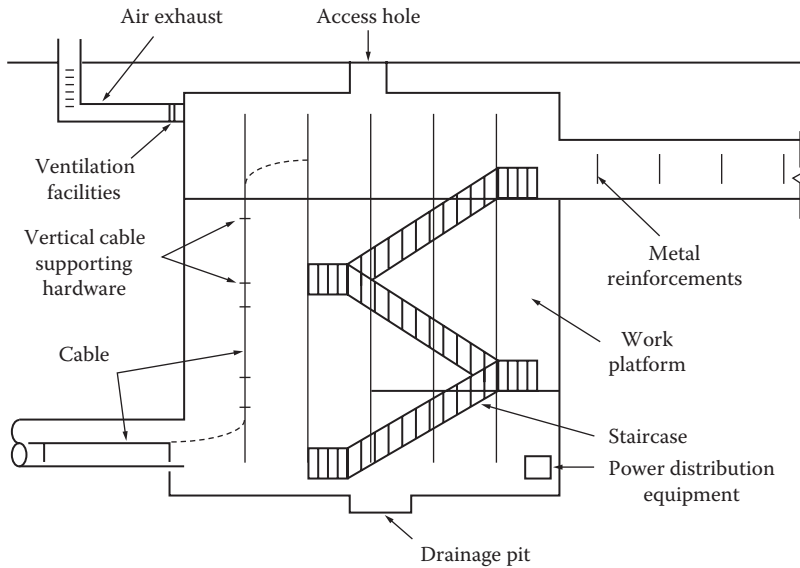 Air exhaust
Access hole
Ventilation
facilities
Vertical cable
supporting
hardware
Metal
reinforcements
Cable
Work
platform
Staircase
Power distribution
equipment
Drainage pit